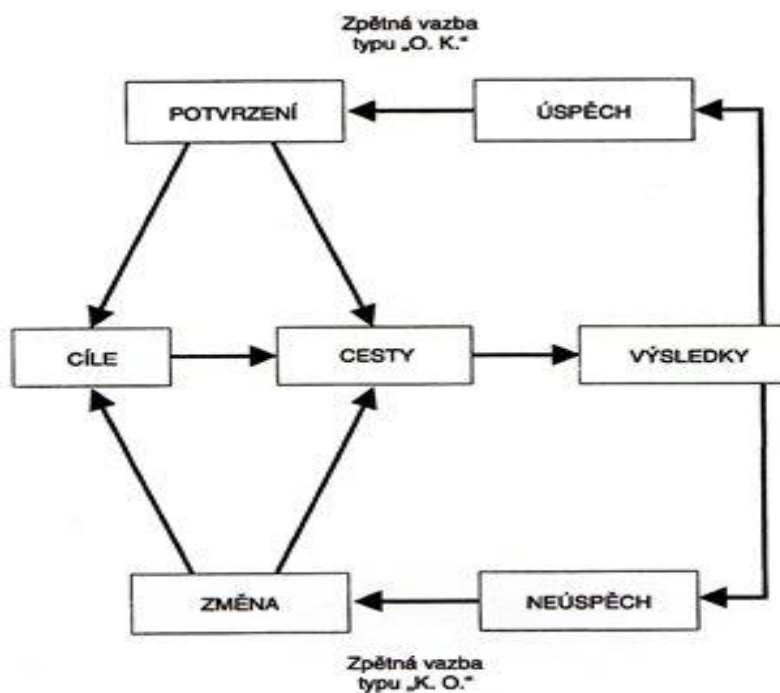 Zpětná vazba
typu „O. K.“
POTVRZENÍ
ÚSPĚCH
CÍLE
CESTY
VÝSLEDKY
ZMĚNA
NEÚSPĚCH
Zpětná vazba
typu „K. O.“